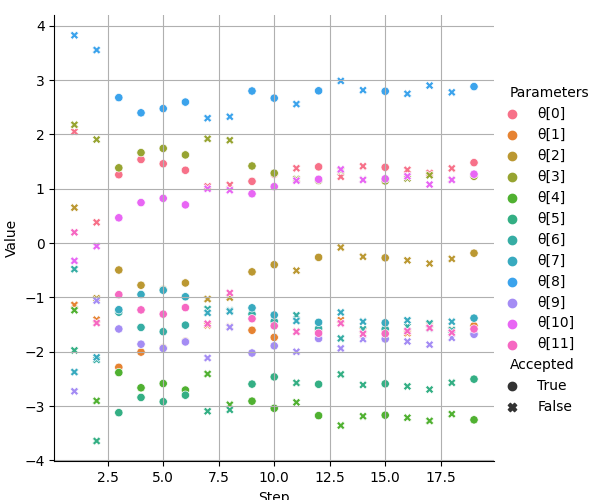 4
3
2
1
0
−1
−2
−3
−4
Value
2.5
5.0
7.5
10.0
12.5
15.0
17.5
Step
Parameters
θ[0]
θ[1]
θ[2]
θ[3]
θ[4]
θ[5]
θ[6]
θ[7]
θ[8]
θ[9]
θ[10]
θ[11]
Accepted
True
False